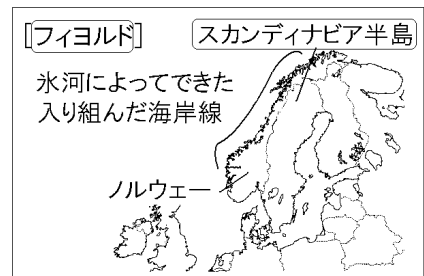 [フィヨルド]
スカンディナビア半島
氷河によってできた
入り組んだ海岸線
ノルウェー